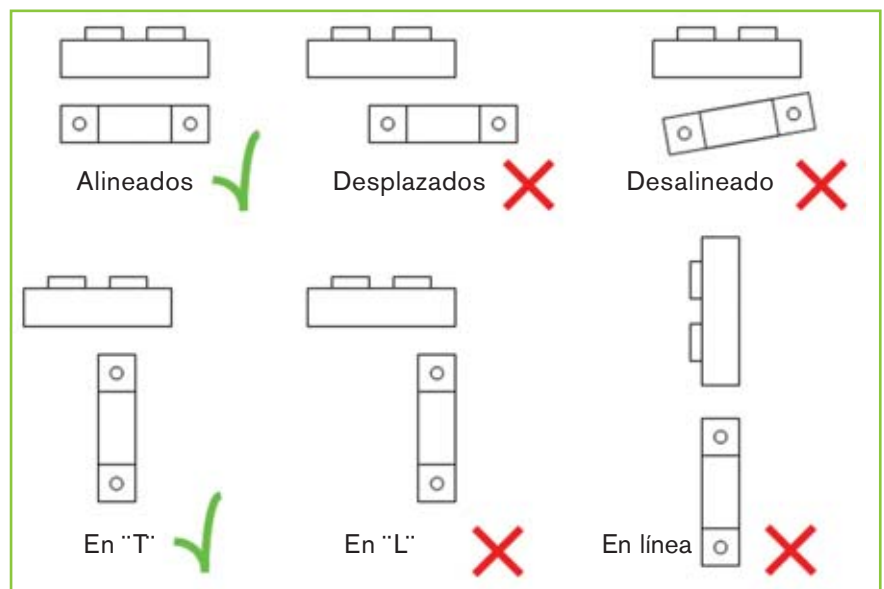 Alineados
Desplazados
Desalineado
En ¨T¨
En ¨L¨
En línea